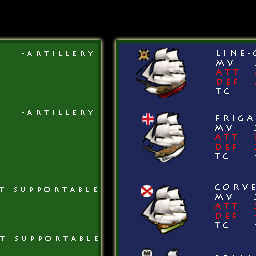 -ARTILLERY
-ARTILLERY
T SUPPORTABLE
T SUPPORTABLE
LINE-
MV
ATT
DEF
TC
FRIGA
MV
ATT
DEF
TC
CORVE
MV
ATT
DEF
TC